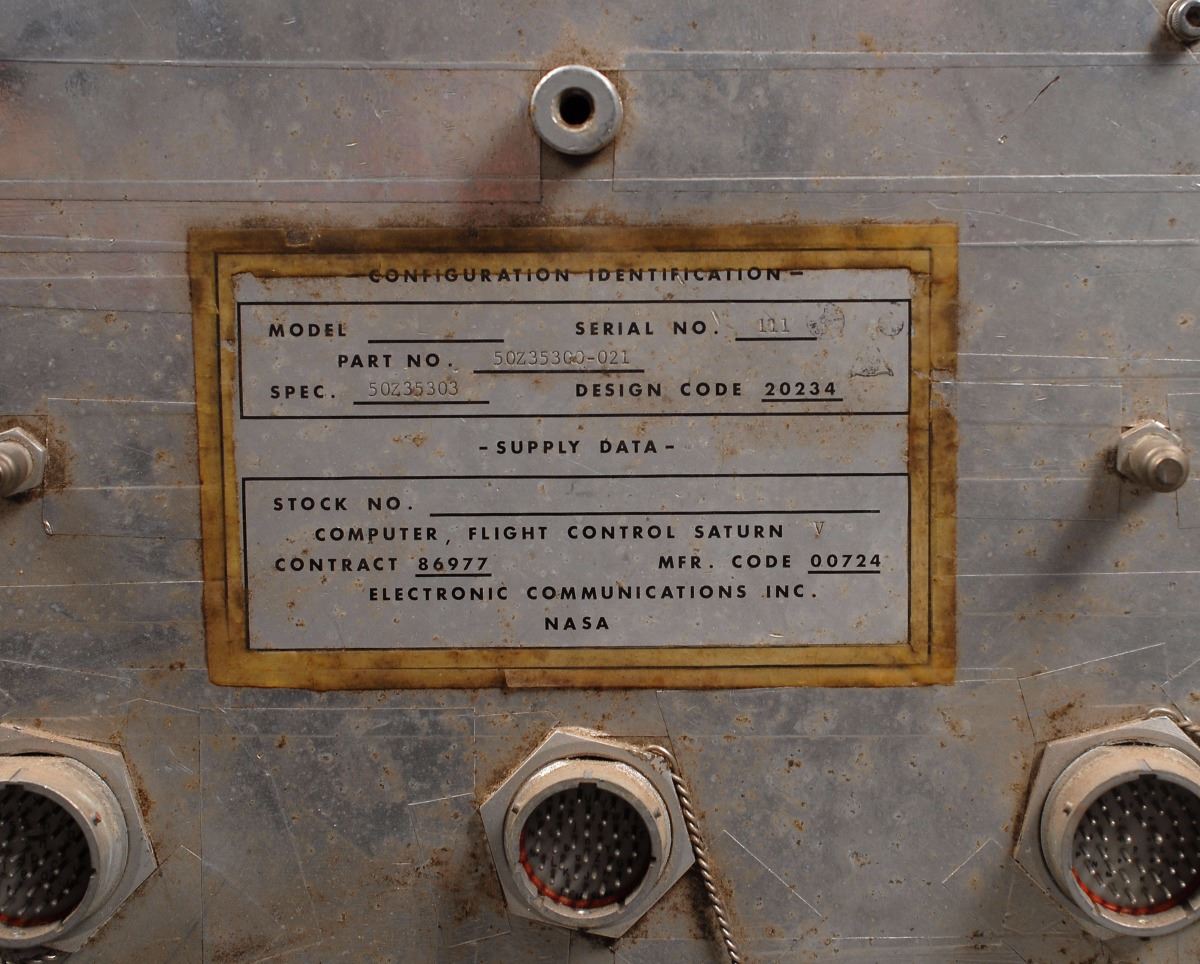 CONFIGURATION IDENTIFICATION—
MODEL SERIAL NO. 111
PART NO. 50Z35300-021
SPEC. 50Z35303 DESIGN CODE 20234
-SUPPLY DATA-
STOCK NO.
COMPUTER, FLIGHT CONTROL SATURN V
CONTRACT 86977 MFR. CODE 00724
ELECTRONIC COMMUNICATIONS INC.
NASA